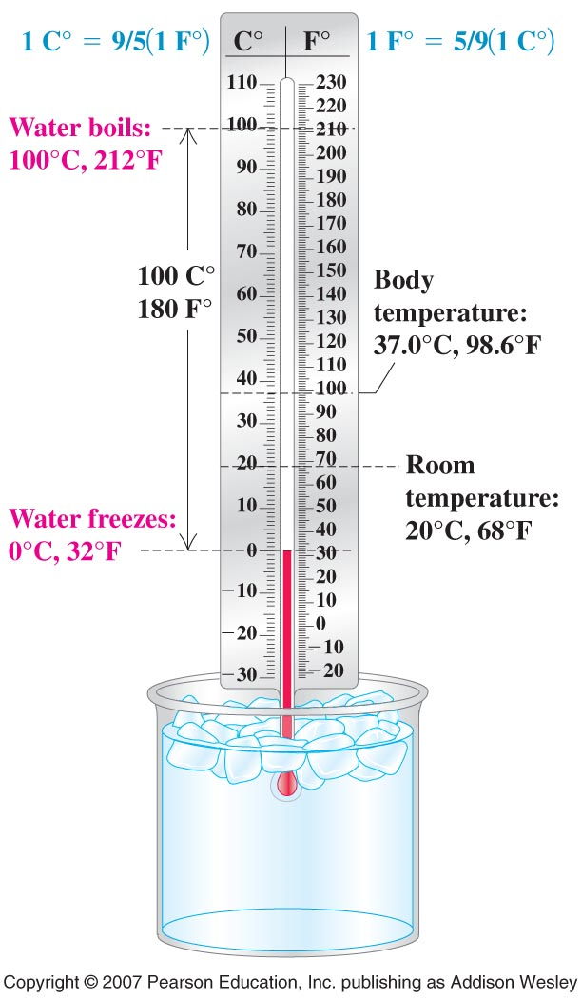 1 C° = 9/5(1 F°)
C°
F°
1 F° = 5/9(1 C°)
110
230
220
Water boils:
100
210
100°C, 212°F
200
90
190
80
180
170
70
160
100 C°
150
Body
180 F°
60
140
temperature:
130
37.0°C, 98.6°F
50
120
110
40
100
30
90
80
20
70
Room
60
temperature:
10
50
20°C, 68°F
Water freezes:
40
0°C, 32°F
0
30
20
−10
10
−20
0
−10
−30
−20
Copyright © 2007 Pearson Education, Inc. publishing as Addison Wesley